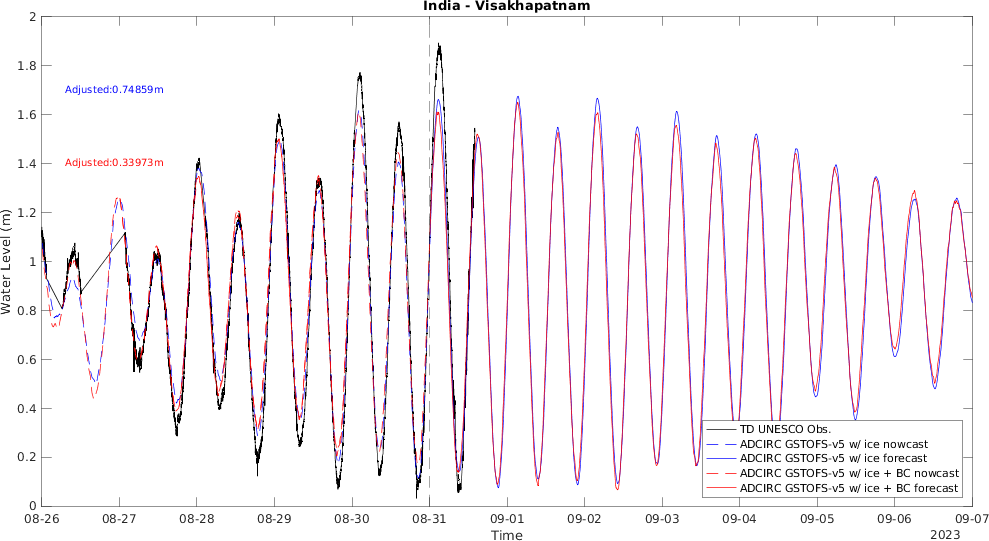 India - Visakhapatnam
2
1.8
1.6
1.4
1.2
1
0.8
0.6
0.4
0.2
0
Water Level (m)
Adjusted:0.74859m
Adjusted:0.33973m
TD UNESCO Obs.
ADCIRC GSTOFS-v5 w/ ice nowcast
ADCIRC GSTOFS-v5 w/ ice forecast
ADCIRC GSTOFS-v5 w/ ice + BC nowcast
ADCIRC GSTOFS-v5 w/ ice + BC forecast
08-26 08-27 08-28 08-29 08-30 08-31 09-01 09-02 09-03 09-04 09-05 09-06 09-07
Time
2023